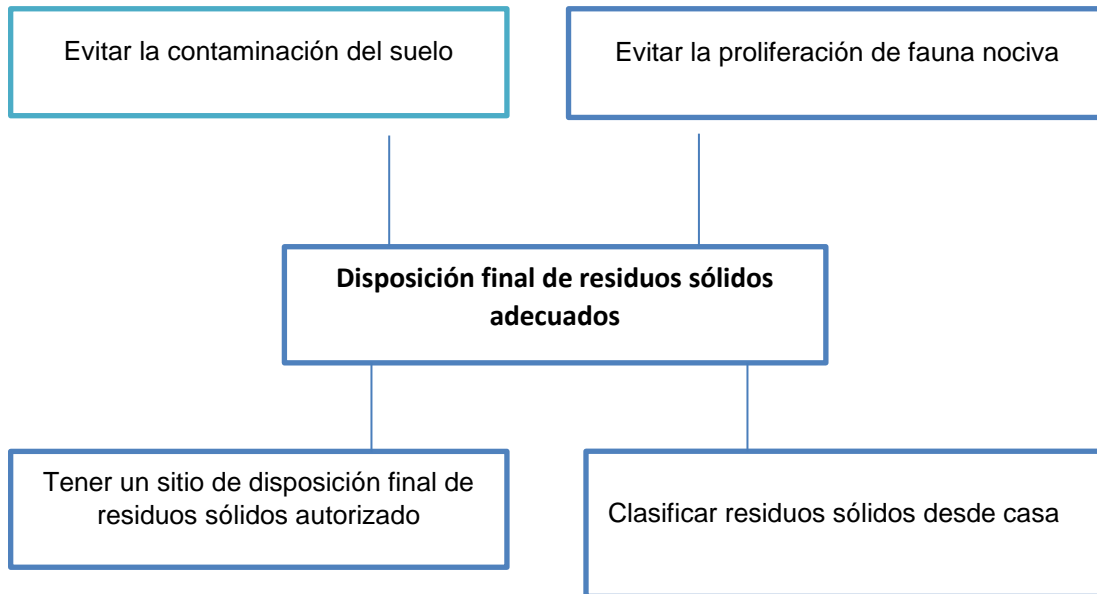 Evitar la contaminación del suelo
Evitar la proliferación de fauna nociva
Disposición final de residuos sólidos
adecuados
Tener un sitio de disposición final de
residuos sólidos autorizado
Clasificar residuos sólidos desde casa